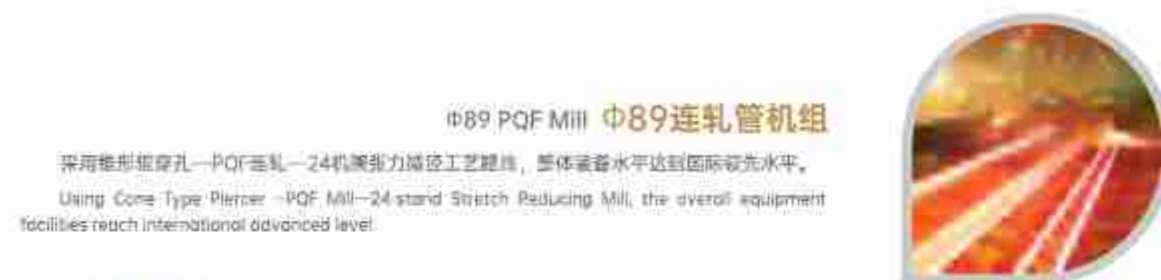 Φ89 PQF Mill Φ89连轧管机组
采用锥形辊穿孔—PQF连轧—24机架张力减径工艺路线，整体装备水平达到国际领先水平。
Using Cone Type Piercer -PQF Mill-24-stand Stretch Reducing Mill, the overall equipment
facilities reach international advanced level